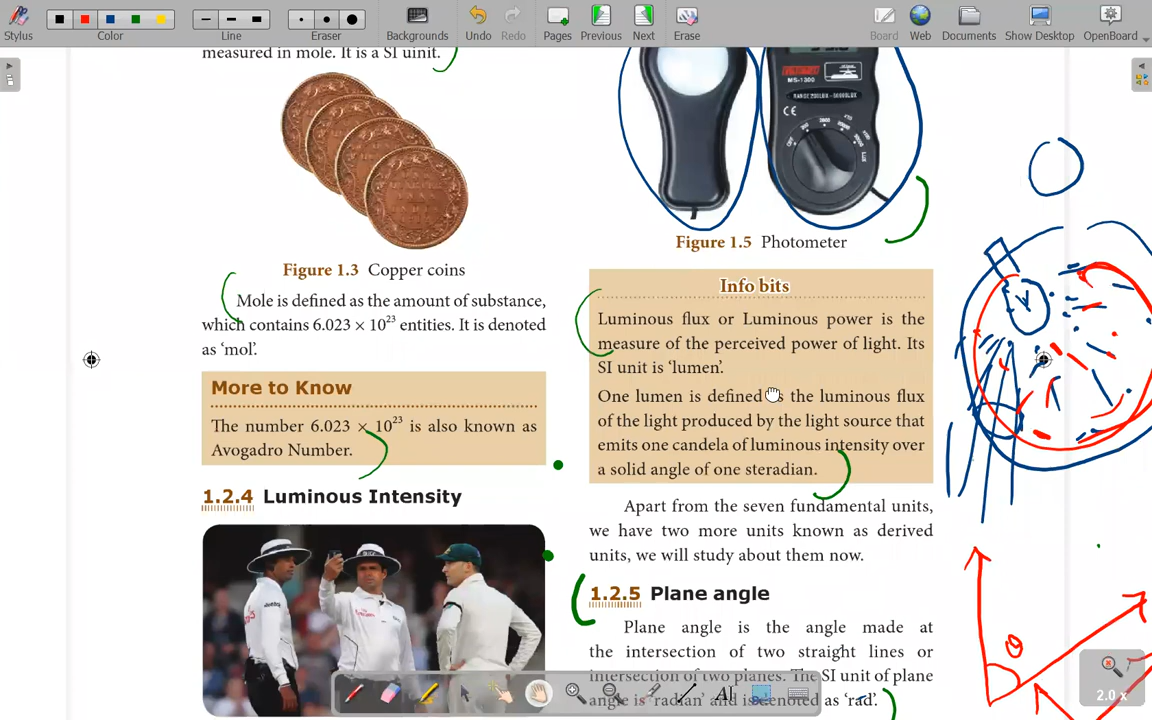 Stylus
Color
Line
Eraser
Backgrounds
Undo
Redo
Pages
Previous
Next
Erase
Board
Web
Documents
Show Desktop
OpenBoard
measured in mole. It is a SI uinit.
Figure 1.3 Copper coins
Mole is defined as the amount of substance,
which contains 6.023 × 10²³ entities. It is denoted
as ‘mol’.
More to Know
The number 6.023 × 10²³ is also known as
Avogadro Number.
1.2.4 Luminous Intensity
MS-1300
CE
OFF
Figure 1.5 Photometer
Info bits
Luminous flux or Luminous power is the
measure of the perceived power of light. Its
SI unit is ‘lumen’.
One lumen is defined as the luminous flux
of the light produced by the light source that
emits one candela of luminous intensity over
a solid angle of one steradian.
Apart from the seven fundamental units,
we have two more units known as derived
units, we will study about them now.
1.2.5 Plane angle
Plane angle is the angle made at
the intersection of two straight lines or
intersection of two planes. The SI unit of plane
angle is ‘radian’ and is denoted as ‘rad’.
θ
2.0 x